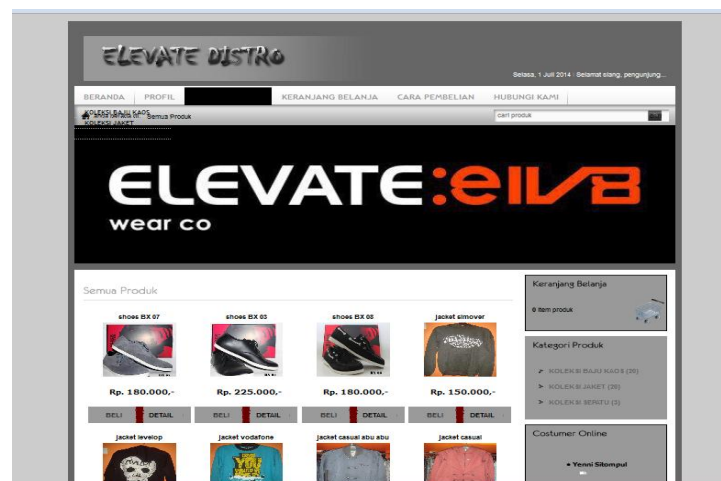 ELEVATE DISTRO
Selasa, 1 Juli 2014 | Selamat siang, pengunjung...
BERANDA PROFIL KERANJANG BELANJA CARA PEMBELIAN HUBUNGI KAMI
KOLEKSI BAJU KAOS
anda berada di: Semua Produk
cari produk
KOLEKSI JAKET
ELEVATE:
wear co
Semua Produk
shoes BX 07 shoes BX 03 shoes BX 08 jacket simover
Rp. 180.000,- Rp. 225.000,- Rp. 180.000,- Rp. 150.000,-
BELI DETAIL BELI DETAIL BELI DETAIL BELI DETAIL
jacket levelop jacket vodafone jacket casual abu abu jacket casual
Keranjang Belanja
0 item produk
Kategori Produk
KOLEKSI BAJU KAOS (26)
KOLEKSI JAKET (20)
KOLEKSI SEPATU (3)
Costumer Online
Yenni Sitompul